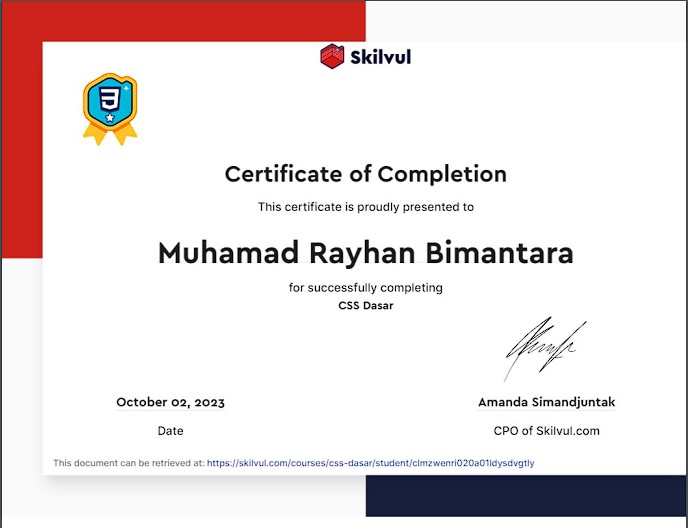 Skilvul
Certificate of Completion
This certificate is proudly presented to
Muhamad Rayhan Bimantara
for successfully completing
CSS Dasar
October 02, 2023
Amanda Simandjuntak
Date
CPO of Skilvul.com
This document can be retrieved at: https://skilvul.com/courses/css-dasar/student/clmzwenri020a01ldysdvgtly